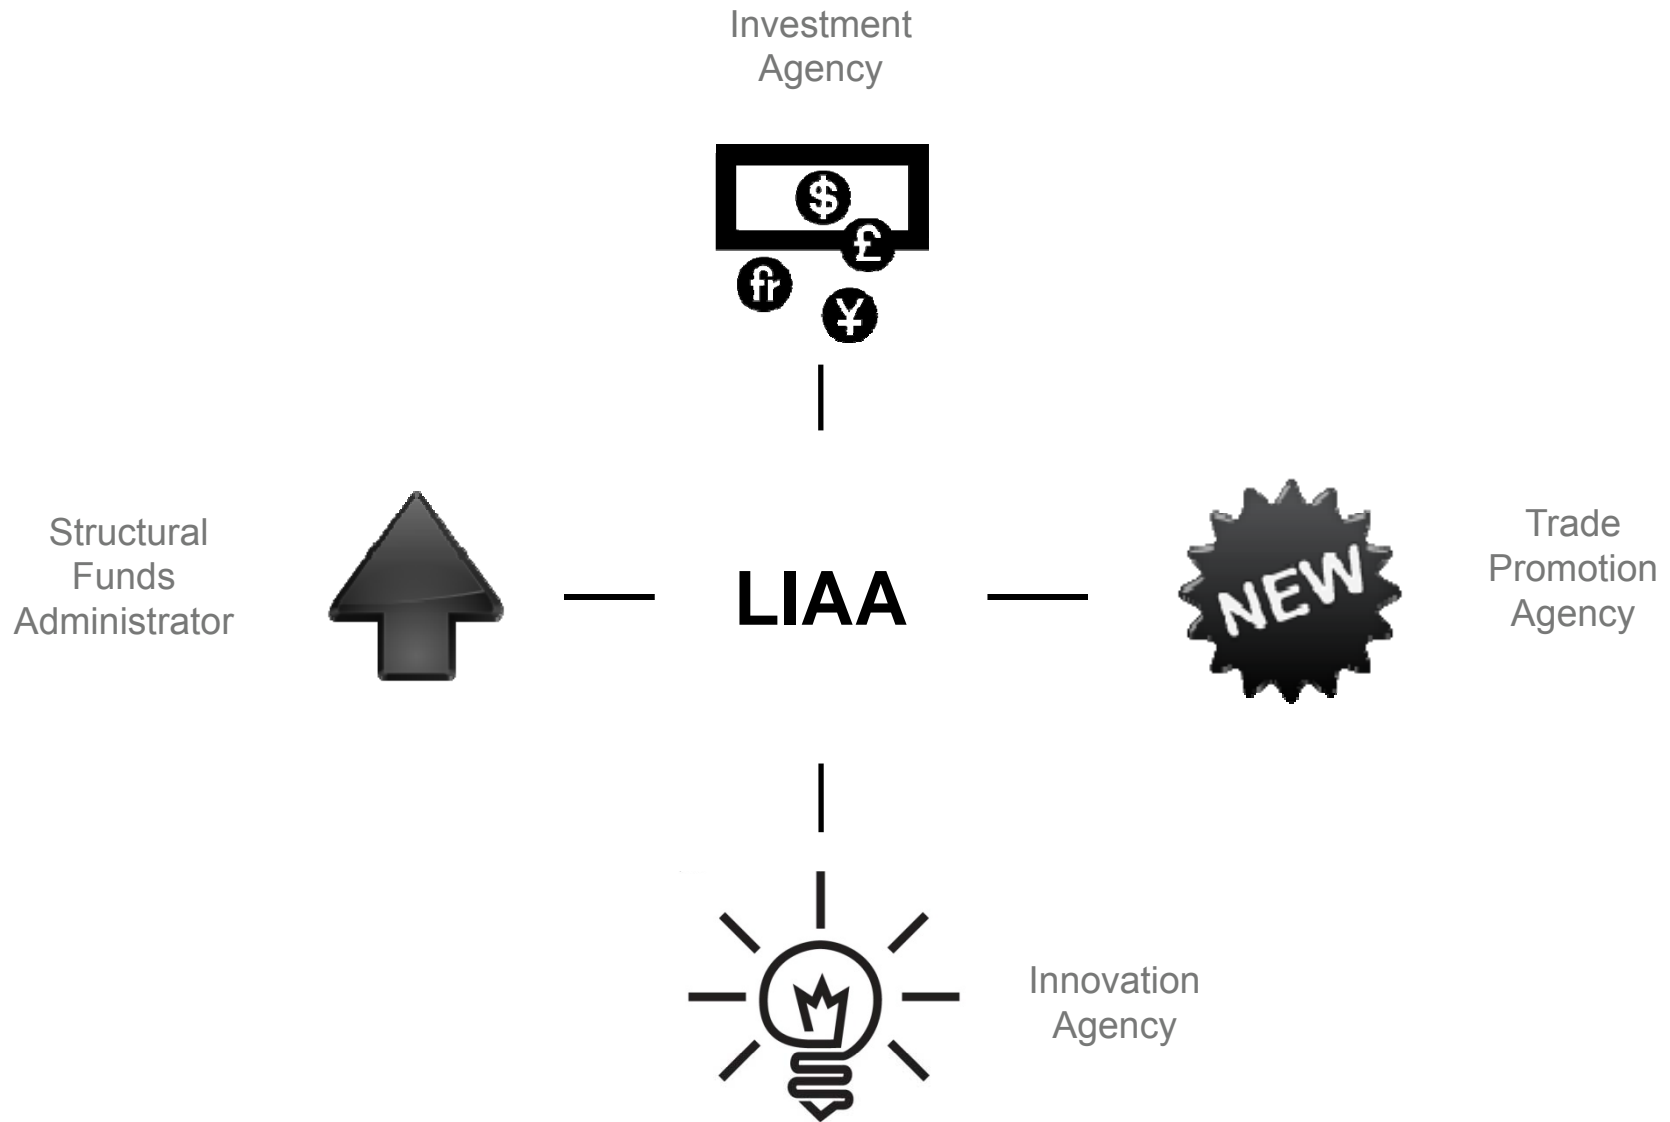 Investment
Agency
$
£
fr
¥
Structural
Funds
Administrator
LIAA
NEW
Trade
Promotion
Agency
Innovation
Agency